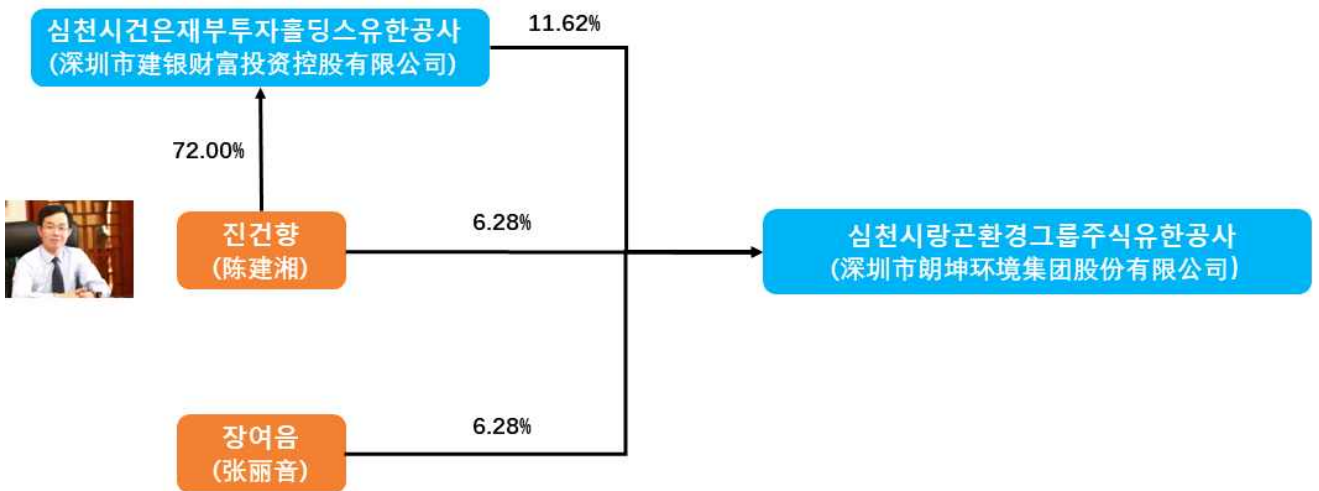 심천시건은재부투자홀딩스유한공사
(深圳市建银财富投资控股有限公司)
11.62%
72.00%
진건향
(陈建湘)
6.28%
심천시랑곤환경그룹주식유한공사
(深圳市朗坤环境集团股份有限公司)
장여음
(张丽音)
6.28%